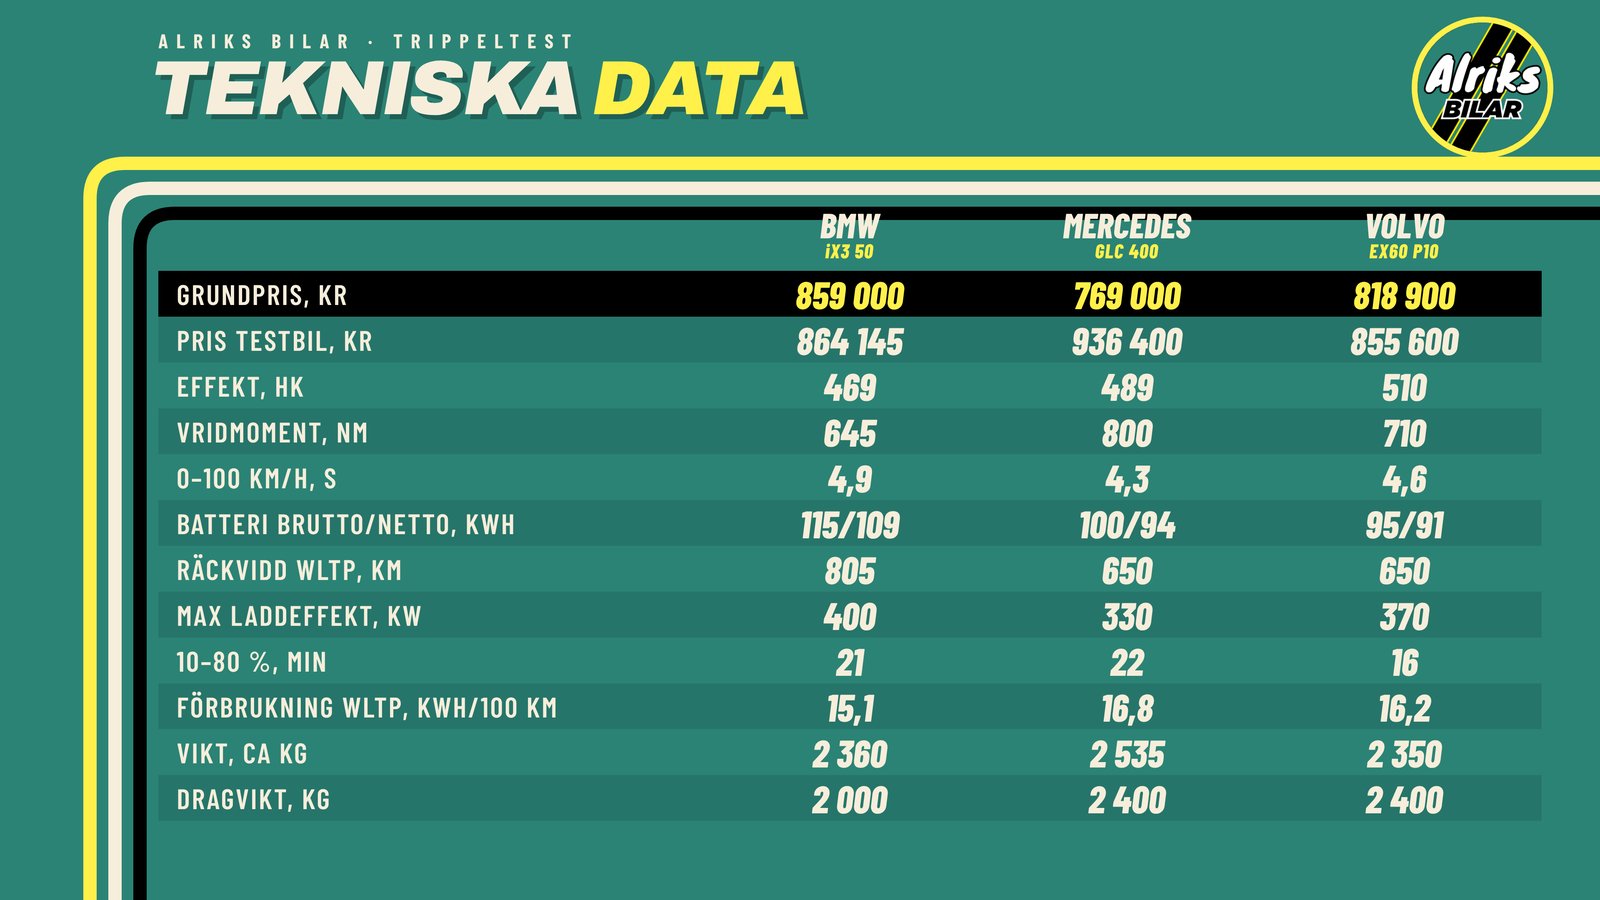 ALRIKS BILAR · TRIPPELTEST
TEKNISKA DATA
Alriks
BILAR
BMW MERCEDES VOLVO
iX3 50 GLC 400 EX60 P10
GRUNDPRIS, KR 859 000 769 000 818 900
PRIS TESTBIL, KR 864 145 936 400 855 600
EFFEKT, HK 469 489 510
VRIDMOMENT, NM 645 800 710
0–100 KM/H, S 4,9 4,3 4,6
BATTERI BRUTTO/NETTO, KWH 115/109 100/94 95/91
RÄCKVIDD WLTP, KM 805 650 650
MAX LADDEFFEKT, KW 400 330 370
10–80 %, MIN 21 22 16
FÖRBRUKNING WLTP, KWH/100 KM 15,1 16,8 16,2
VIKT, CA KG 2 360 2 535 2 350
DRAGVIKT, KG 2 000 2 400 2 400